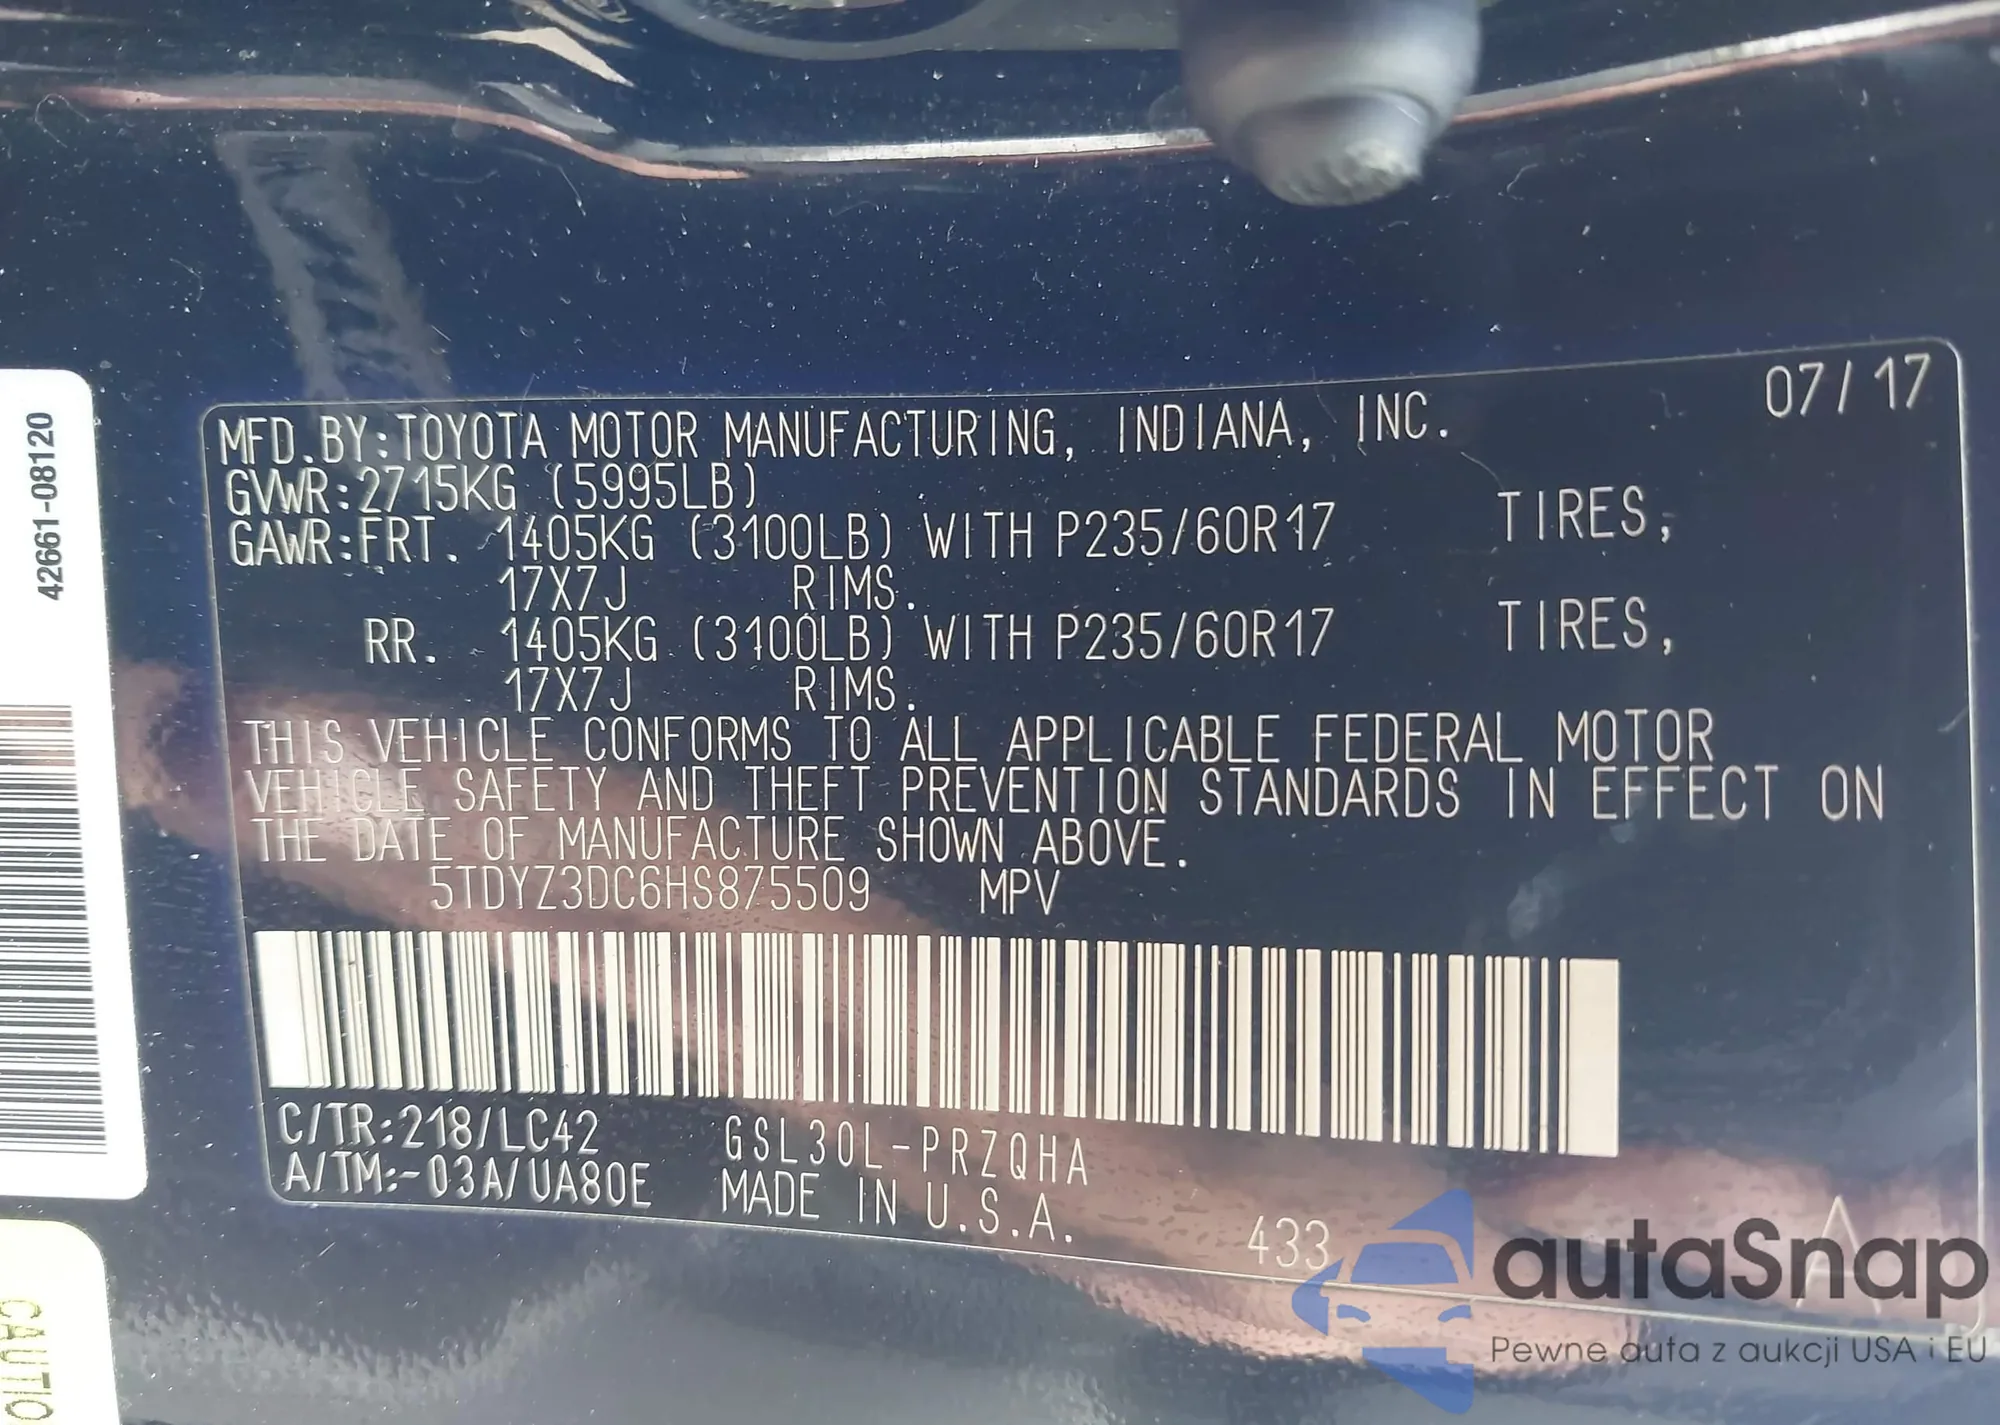 07/17
MFD.BY:TOYOTA MOTOR MANUFACTURING, INDIANA, INC.
GVWR:2715KG (5995LB)
GAWR:FRT. 1405KG (3100LB) WITH P235/60R17 TIRES,
17X7J RIMS.
RR. 1405KG (3100LB) WITH P235/60R17 TIRES,
17X7J RIMS.
THIS VEHICLE CONFORMS TO ALL APPLICABLE FEDERAL MOTOR
VEHICLE SAFETY AND THEFT PREVENTION STANDARDS IN EFFECT ON
THE DATE OF MANUFACTURE SHOWN ABOVE.
5TDYZ3DC6HS875509 MPV
C/TR:218/LC42 GSL30L-PRZQHA
A/TM:-03A/UA80E MADE IN U.S.A.
433 A
42661-08120
CAUTIO
autaSnap
Pewne auta z aukcji USA i EU